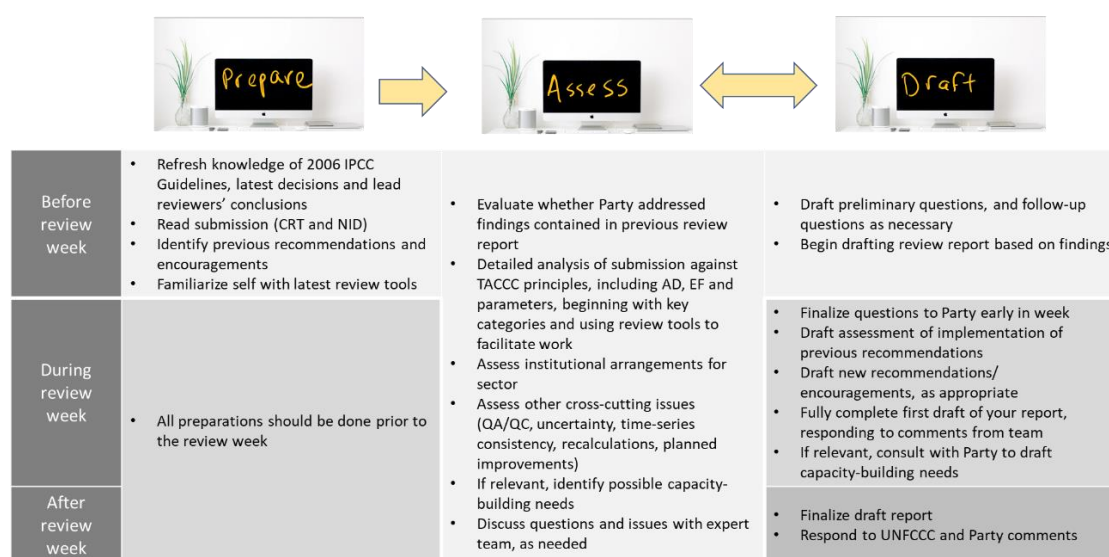 Prepare
Assess
Draft
Before
review
week
• Refresh knowledge of 2006 IPCC
Guidelines, latest decisions and lead
reviewers’ conclusions
• Read submission (CRT and NID)
• Identify previous recommendations and
encouragements
• Familiarize self with latest review tools
During
review
week
• All preparations should be done prior to
the review week
After
review
week
• Evaluate whether Party addressed
findings contained in previous review
report
• Detailed analysis of submission against
TACCC principles, including AD, EF and
parameters, beginning with key
categories and using review tools to
facilitate work
• Assess institutional arrangements for
sector
• Assess other cross-cutting issues
(QA/QC, uncertainty, time-series
consistency, recalculations, planned
improvements)
• If relevant, identify possible capacity-
building needs
• Discuss questions and issues with expert
team, as needed
• Draft preliminary questions, and follow-up
questions as necessary
• Begin drafting review report based on findings
• Finalize questions to Party early in week
• Draft assessment of implementation of
previous recommendations
• Draft new recommendations/
encouragements, as appropriate
• Fully complete first draft of your report,
responding to comments from team
• If relevant, consult with Party to draft
capacity-building needs
• Finalize draft report
• Respond to UNFCCC and Party comments